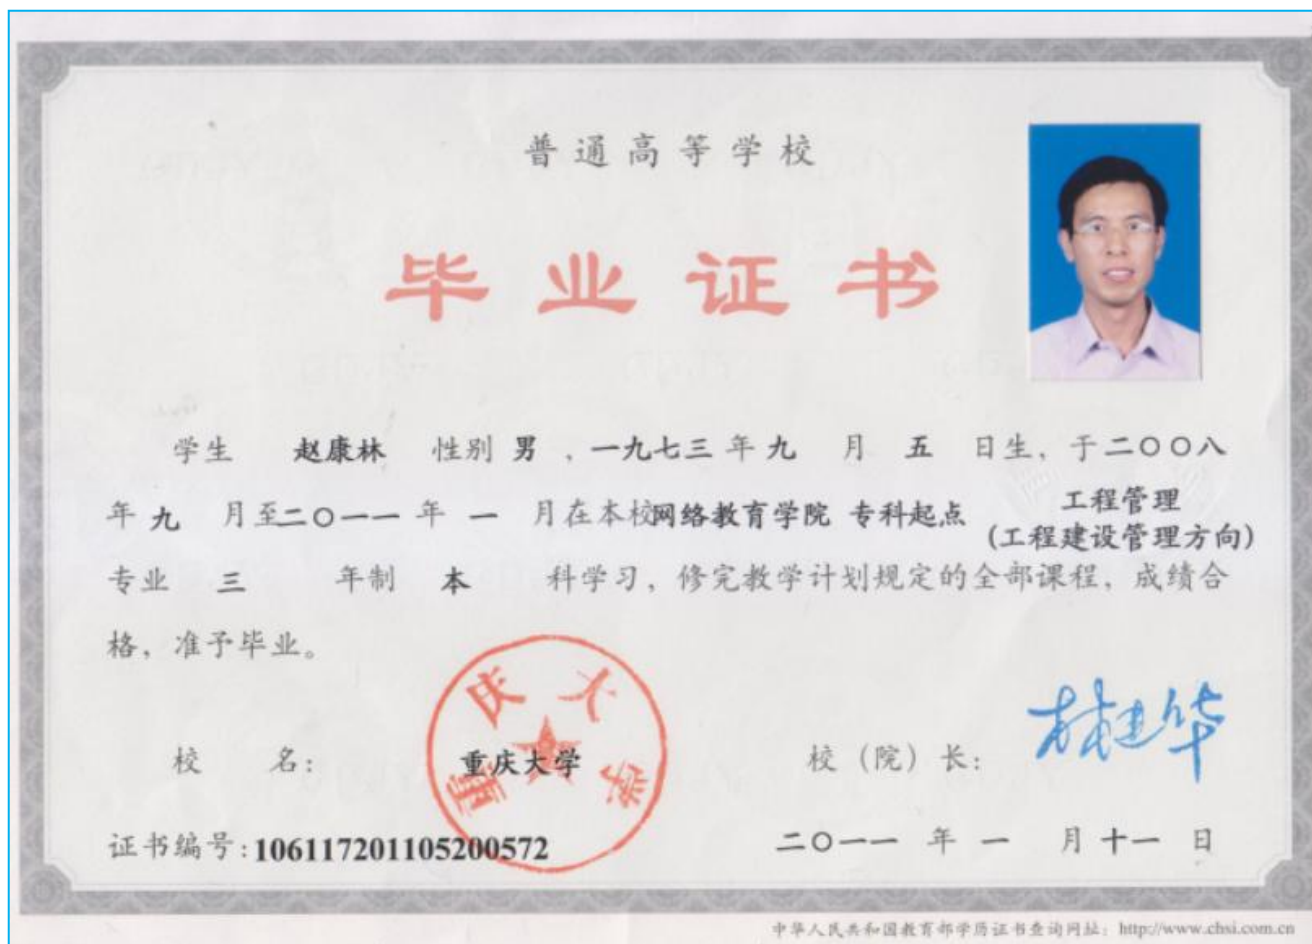 普通高等学校
毕业证书
学生 赵康林 性别 男 ，一九七三 年 九 月 五 日生，于二〇〇八
年 九 月至二〇一一 年 一 月在本校网络教育学院 专科起点 工程管理
(工程建设管理方向)
专业 三 年制 本 科学习，修完教学计划规定的全部课程，成绩合
格，准予毕业。
重庆大学
校 名： 重庆大学 校（院）长： 林建华
证书编号：106117201105200572 二〇一一 年 一 月 十一 日
中华人民共和国教育部学历证书查询网址：http://www.chsi.com.cn